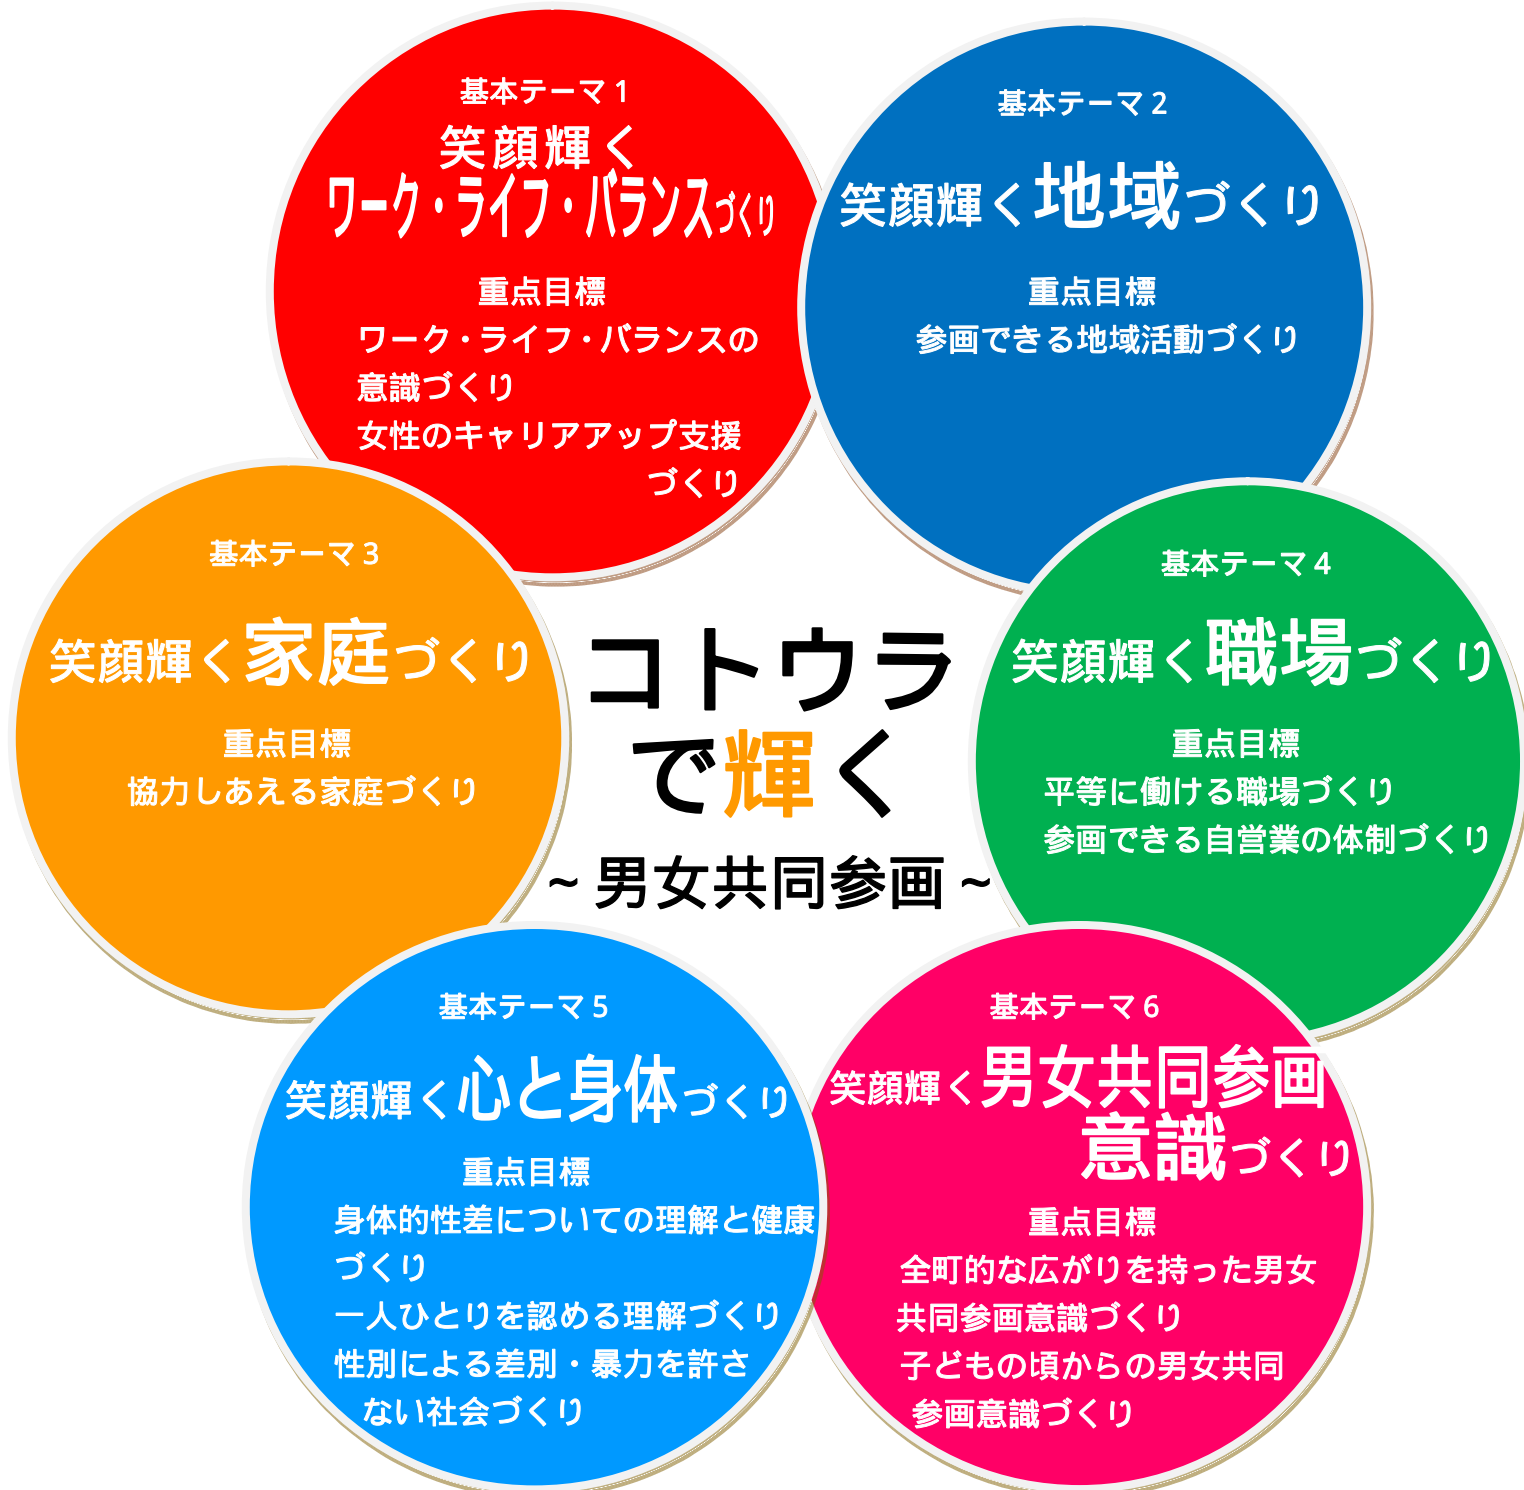 基本テーマ１
笑顔輝く
ワーク・ライフ・バランスづくり
重点目標
ワーク・ライフ・バランスの
意識づくり
女性のキャリアアップ支援
づくり
基本テーマ２
笑顔輝く地域づくり
重点目標
参画できる地域活動づくり
基本テーマ３
笑顔輝く家庭づくり
重点目標
協力しあえる家庭づくり
コトウラ
で輝く
～男女共同参画～
基本テーマ４
笑顔輝く職場づくり
重点目標
平等に働ける職場づくり
参画できる自営業の体制づくり
基本テーマ５
笑顔輝く心と身体づくり
重点目標
身体的性差についての理解と健康
づくり
一人ひとりを認める理解づくり
性別による差別・暴力を許さ
ない社会づくり
基本テーマ６
笑顔輝く男女共同参画
意識づくり
重点目標
全町的な広がりを持った男女
共同参画意識づくり
子どもの頃からの男女共同
参画意識づくり